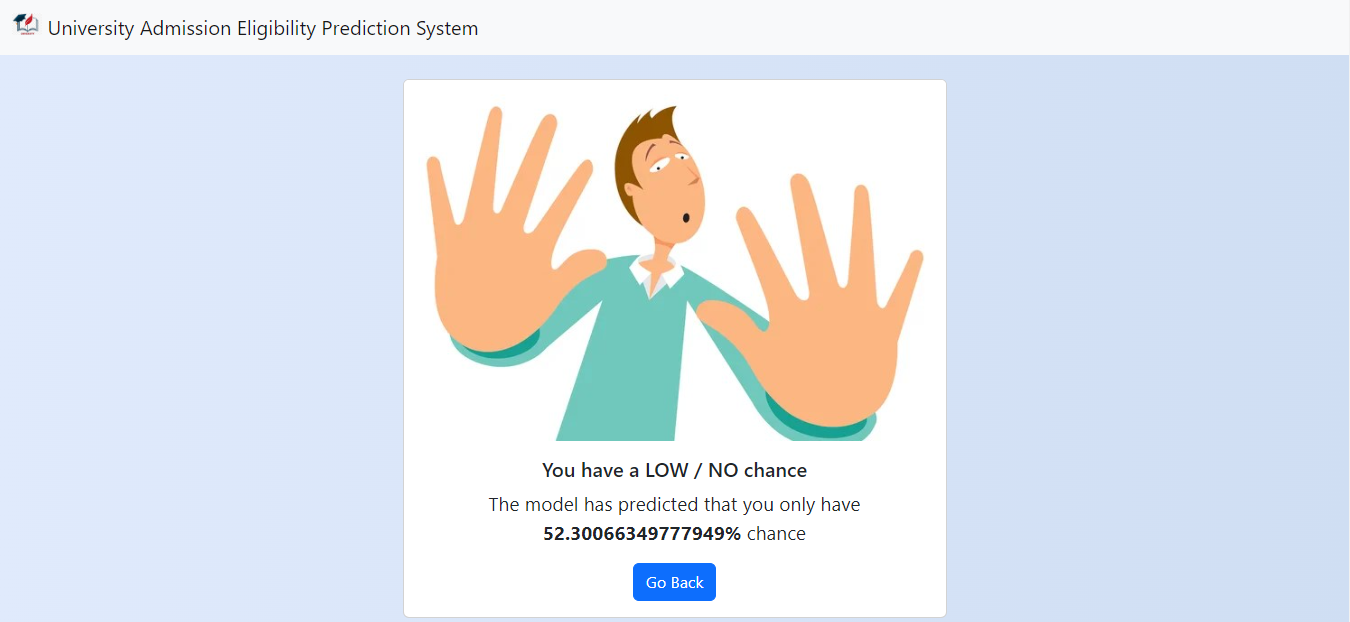 University Admission Eligibility Prediction System
You have a LOW / NO chance
The model has predicted that you only have
52.30066349777949% chance
Go Back